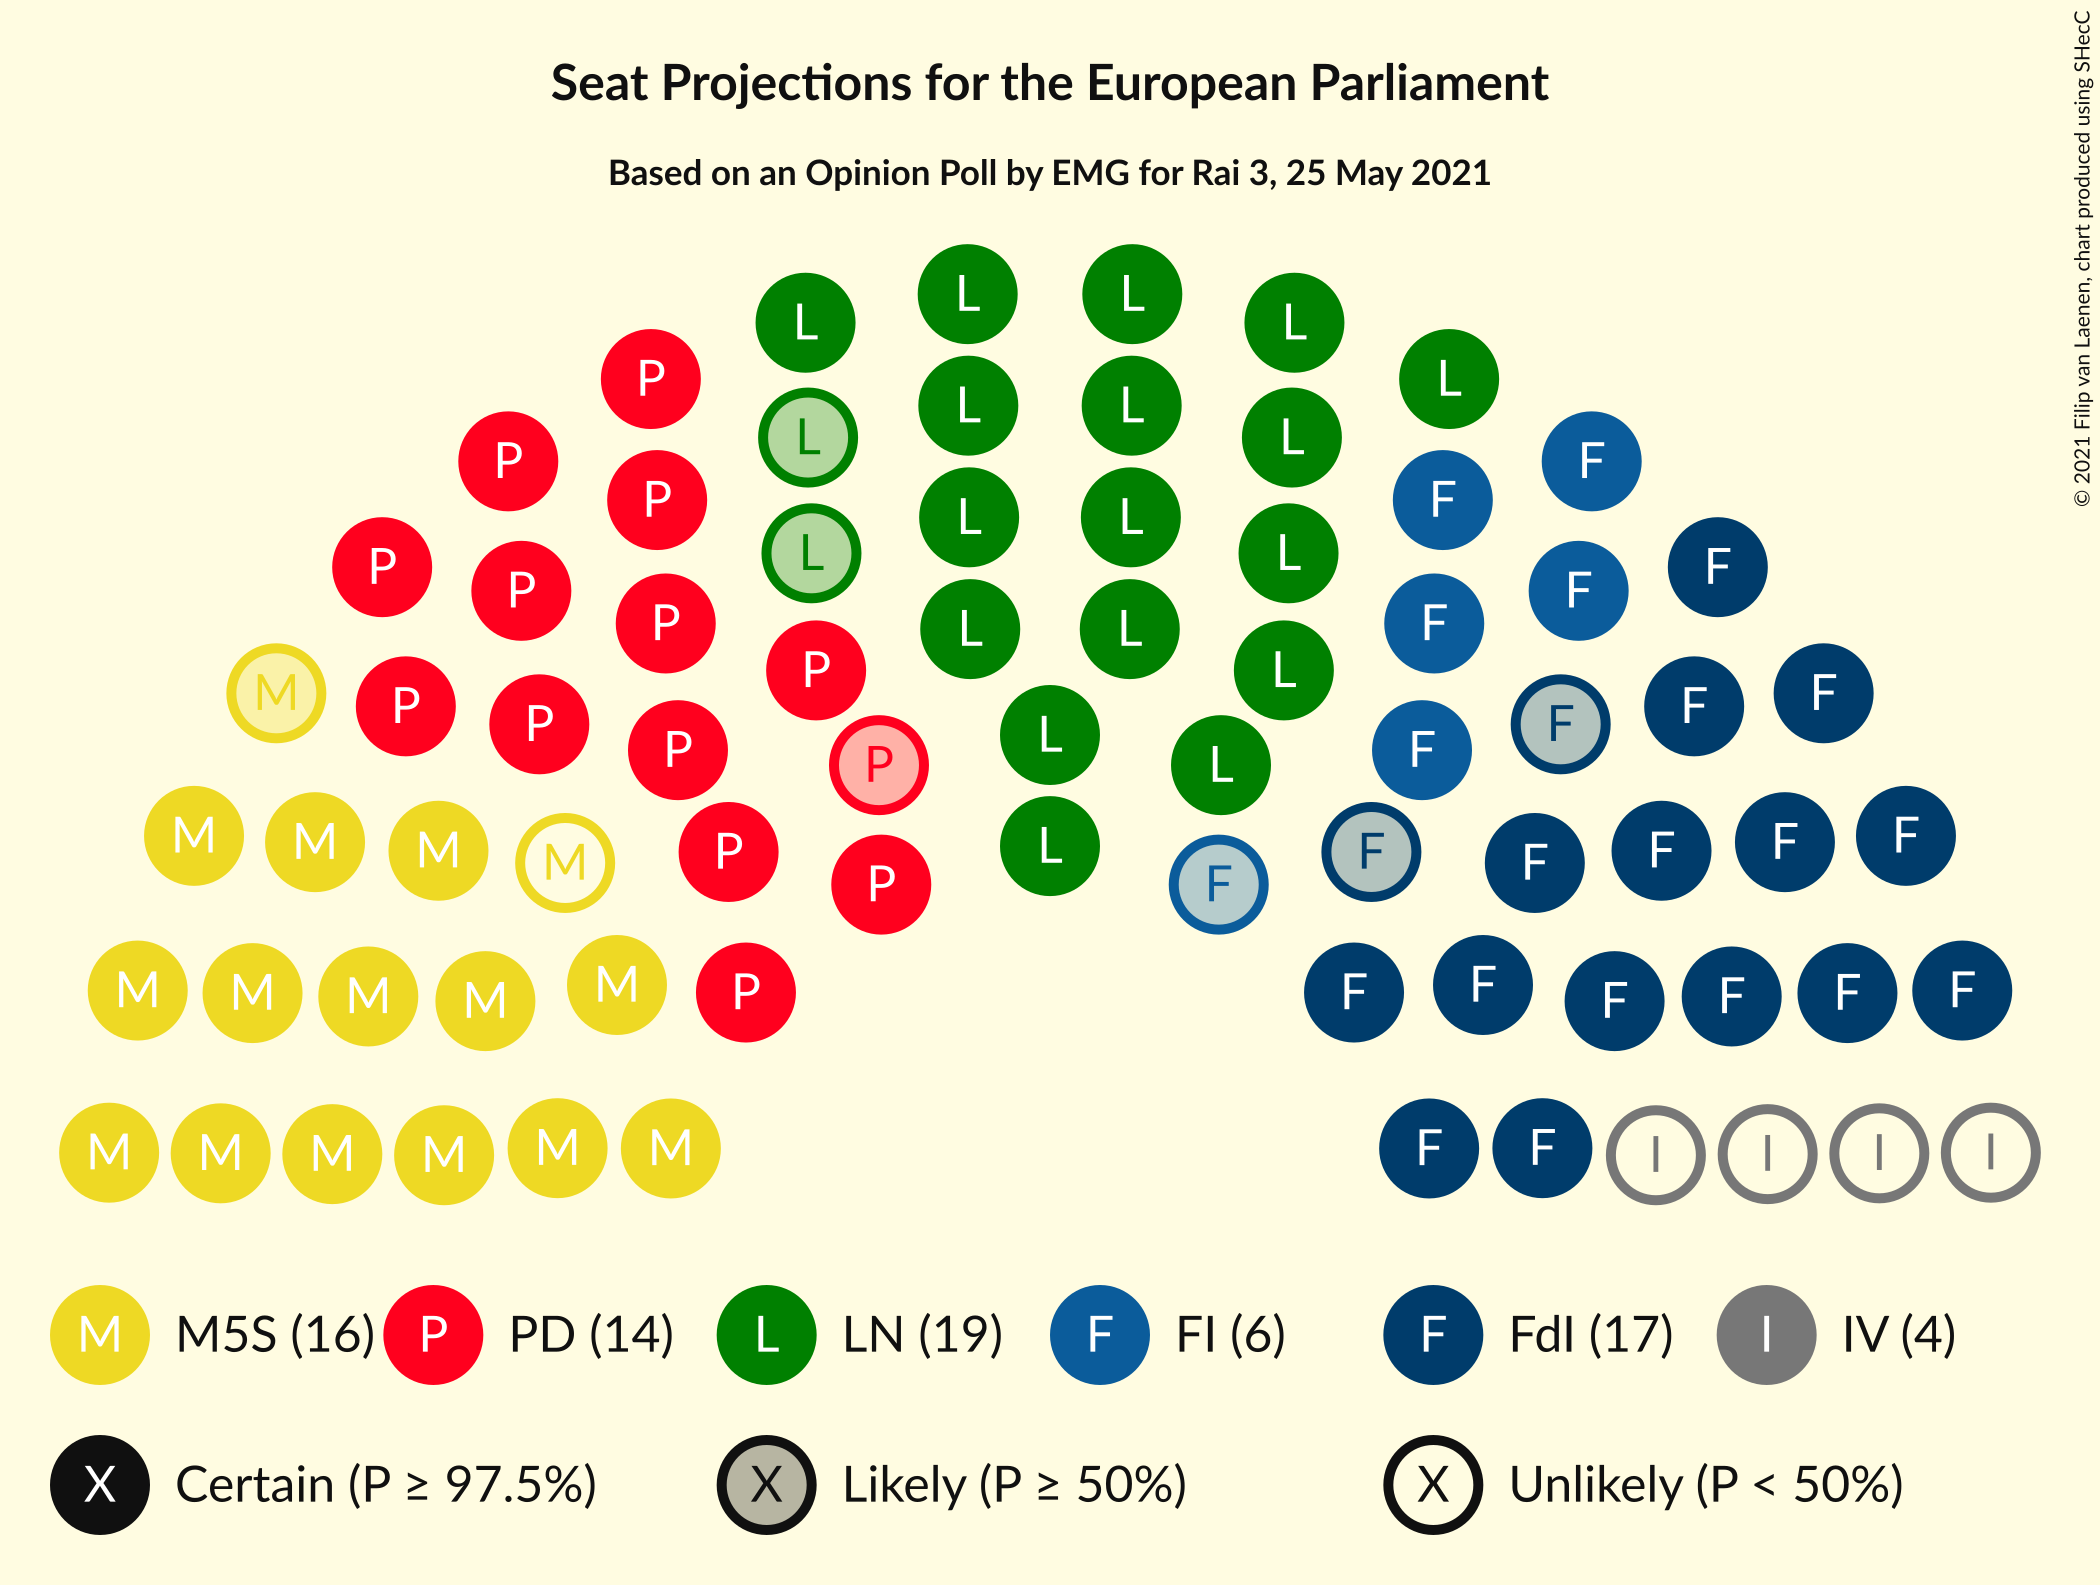 Seat Projections for the European Parliament
Based on an Opinion Poll by EMG for Rai 3, 25 May 2021
© 2021 Filip van Laenen, chart produced using SHecC
L L
L L
P L L L
L L
P L L F
P F
L L
P L L F
P P F F
P F
L L
P L
M P F
P P F F
P L
P P F
L L
M M M P L F F F F
M M F F
P L F
M M M M M P F F F F F F
M M M M M M F F I I I I
M M5S (16) P PD (14) L LN (19) F FI (6) F FdI (17) I IV (4)
X Certain (P ≥ 97.5%) X Likely (P ≥ 50%) X Unlikely (P < 50%)